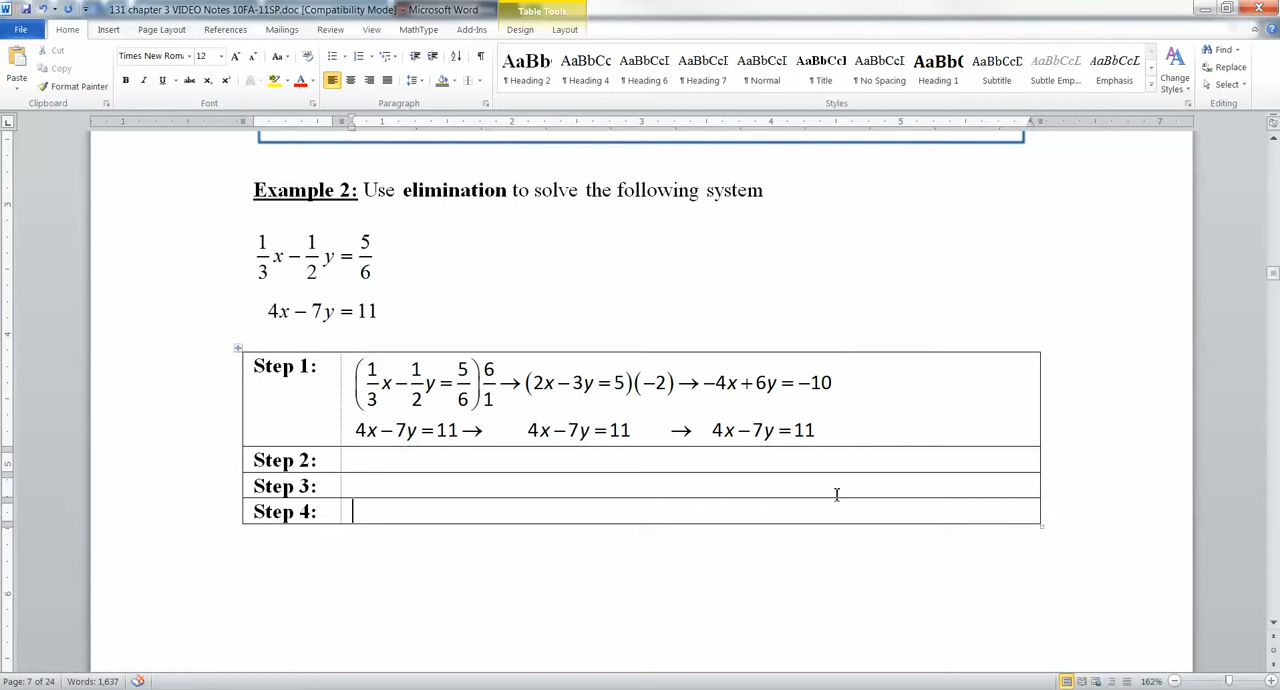 131 chapter 3 VIDEO Notes 10FA-11SP.doc [Compatibility Mode] - Microsoft Word
Table Tools
File Home Insert Page Layout References Mailings Review View MathType Add-Ins Design Layout
Paste
Cut
Copy
Format Painter
Clipboard
Times New Rom 12
Font
Paragraph
AaBb AaBbCc AaBbCcI AaBbCcD AaBbCcI AaBbCcI AaBbCcD AaBb( AaBbCcD AaBbCcL AaBbCcL
¶ Heading 2 ¶ Heading 4 ¶ Heading 6 ¶ Heading 7 ¶ Normal ¶ Title ¶ No Spacing ¶ Heading 1 Subtitle Subtle Emp... Emphasis
Change Styles
Styles
Find
Replace
Select
Editing
Example 2: Use elimination to solve the following system
1/3 x − 1/2 y = 5/6
4x − 7y = 11
Step 1: (1/3 x − 1/2 y = 5/6) 6/1 → (2x − 3y = 5)(−2) → −4x + 6y = −10
4x − 7y = 11 → 4x − 7y = 11 → 4x − 7y = 11
Step 2:
Step 3:
Step 4:
Page: 7 of 24 Words: 1,637 162%